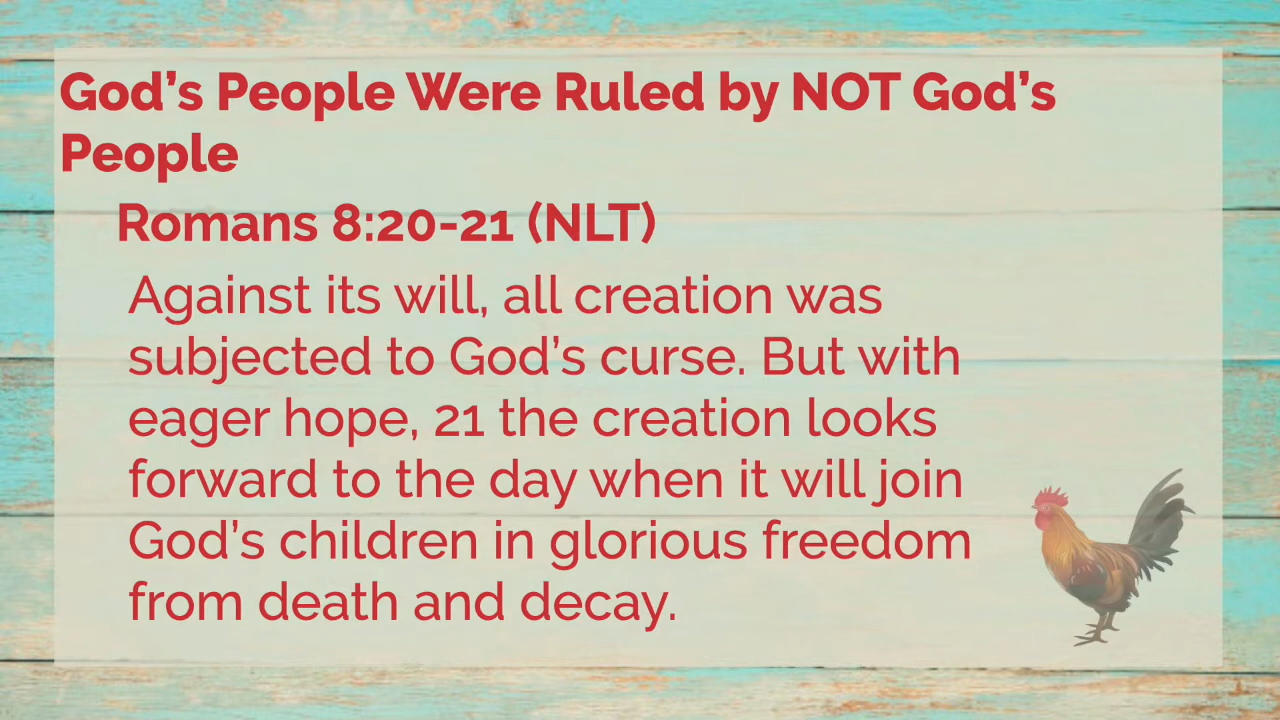 God’s People Were Ruled by NOT God’s
People
Romans 8:20-21 (NLT)
Against its will, all creation was
subjected to God’s curse. But with
eager hope, 21 the creation looks
forward to the day when it will join
God’s children in glorious freedom
from death and decay.